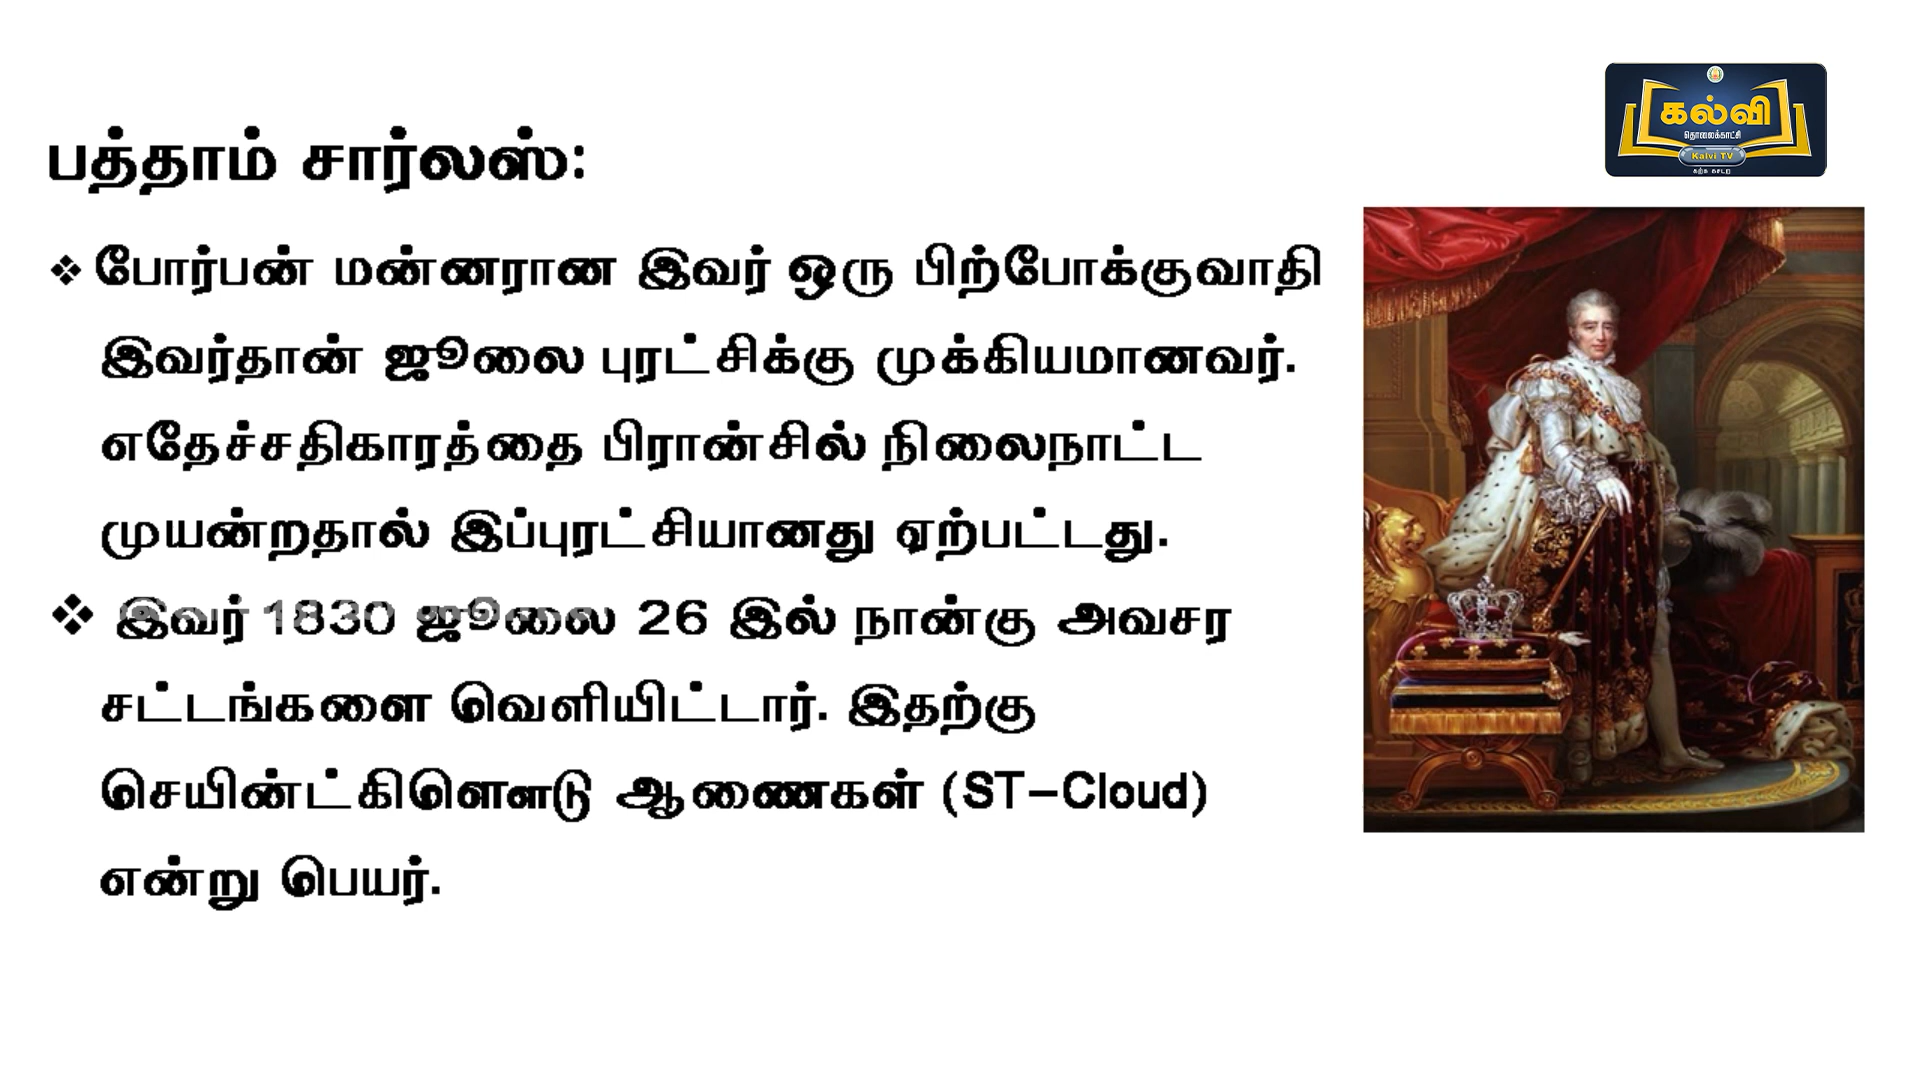 கல்வி
தொலைக்காட்சி
Kalvi TV
கற்க கசடற
பத்தாம் சார்லஸ்:
❖ போர்பன் மன்னரான இவர் ஒரு பிற்போக்குவாதி
இவர்தான் ஜூலை புரட்சிக்கு முக்கியமானவர்.
எதேச்சதிகாரத்தை பிரான்சில் நிலைநாட்ட
முயன்றதால் இப்புரட்சியானது ஏற்பட்டது.
❖ இவர் 1830 ஜூலை 26 இல் நான்கு அவசர
சட்டங்களை வெளியிட்டார். இதற்கு
செயின்ட்கிளௌடு ஆணைகள் (ST-Cloud)
என்று பெயர்.